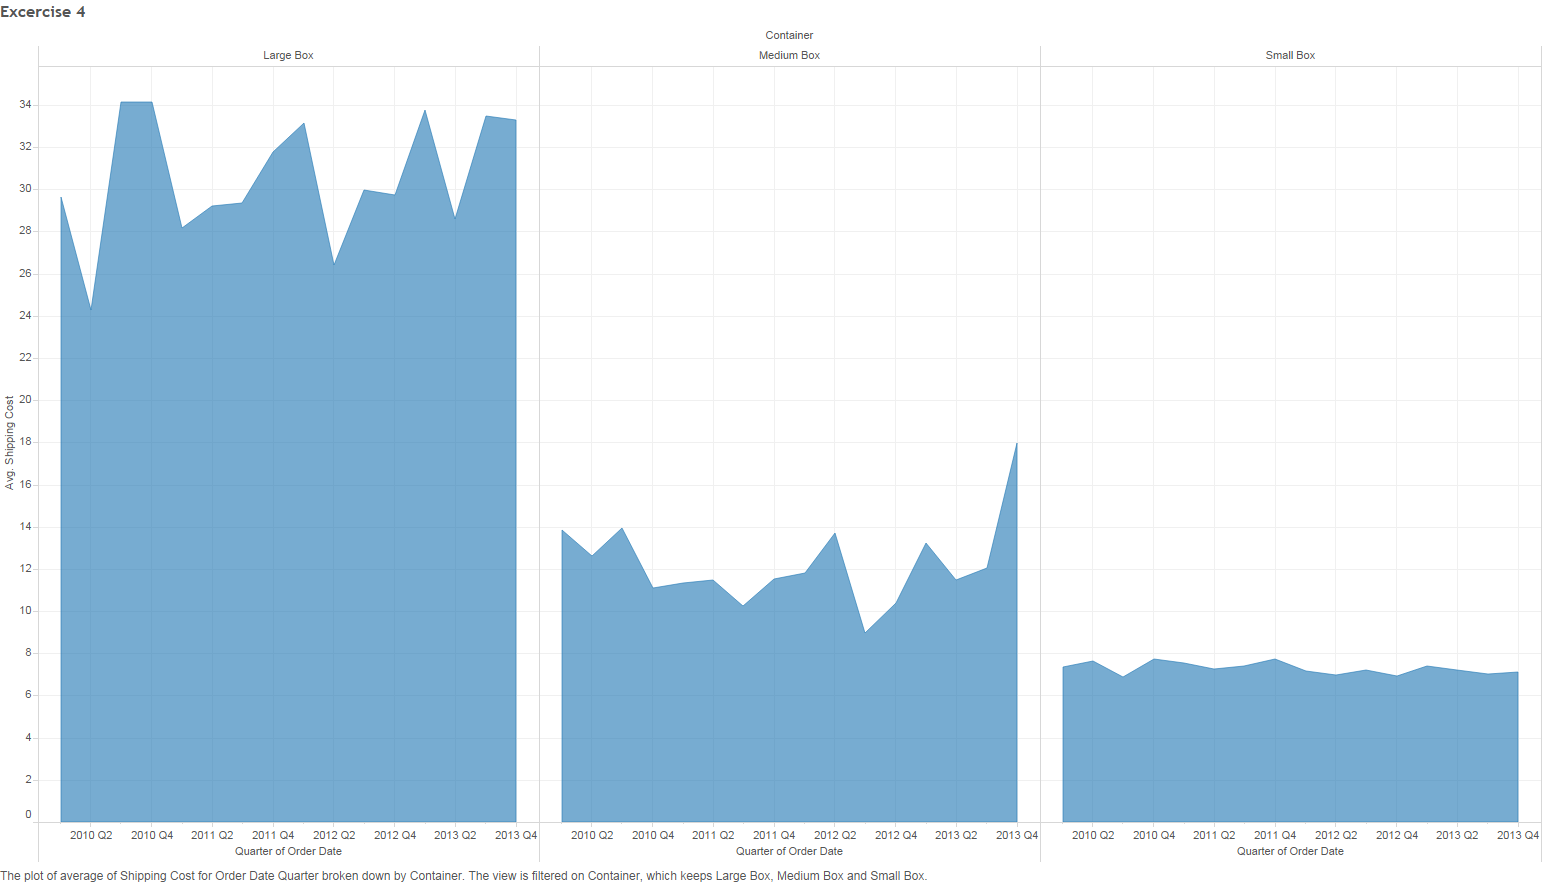 Excercise 4
Container
Large Box Medium Box Small Box
34
32
30
28
26
24
22
20
18
16
14
12
10
8
6
4
2
0
Avg. Shipping Cost
2010 Q2 2010 Q4 2011 Q2 2011 Q4 2012 Q2 2012 Q4 2013 Q2 2013 Q4 2010 Q2 2010 Q4 2011 Q2 2011 Q4 2012 Q2 2012 Q4 2013 Q2 2013 Q4 2010 Q2 2010 Q4 2011 Q2 2011 Q4 2012 Q2 2012 Q4 2013 Q2 2013 Q4
Quarter of Order Date Quarter of Order Date Quarter of Order Date
The plot of average of Shipping Cost for Order Date Quarter broken down by Container. The view is filtered on Container, which keeps Large Box, Medium Box and Small Box.